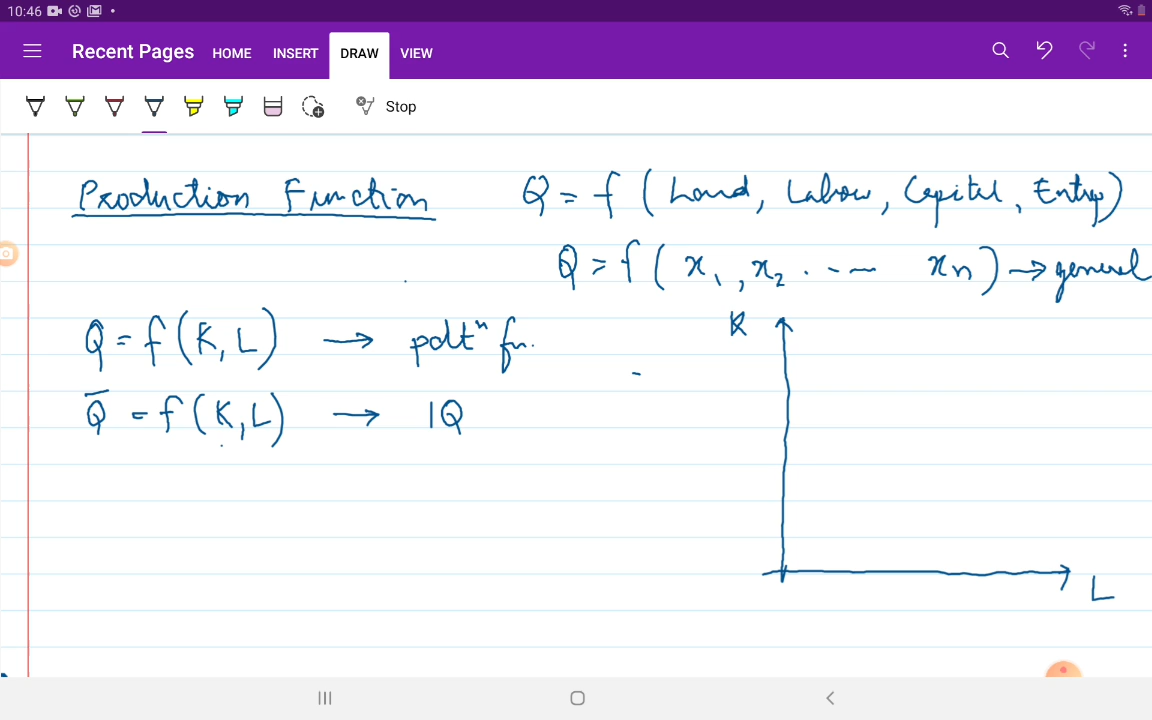 10:46
Recent Pages HOME INSERT DRAW VIEW
Stop
Production Function Q = f ( Land, Labour, Capital, Entrp)
Q = f ( x1, x2 . - — xn) → general
Q = f (K, L) → pdtn fn.
K
Q̅ = f (K, L) → IQ
L